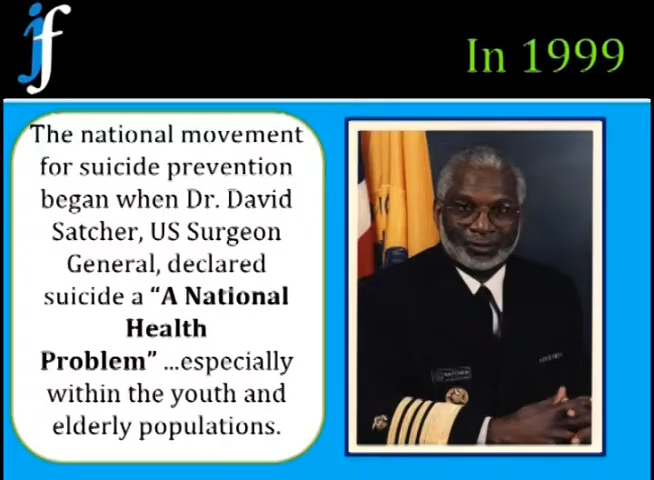 jf
In 1999
The national movement
for suicide prevention
began when Dr. David
Satcher, US Surgeon
General, declared
suicide a “A National
Health
Problem” ...especially
within the youth and
elderly populations.